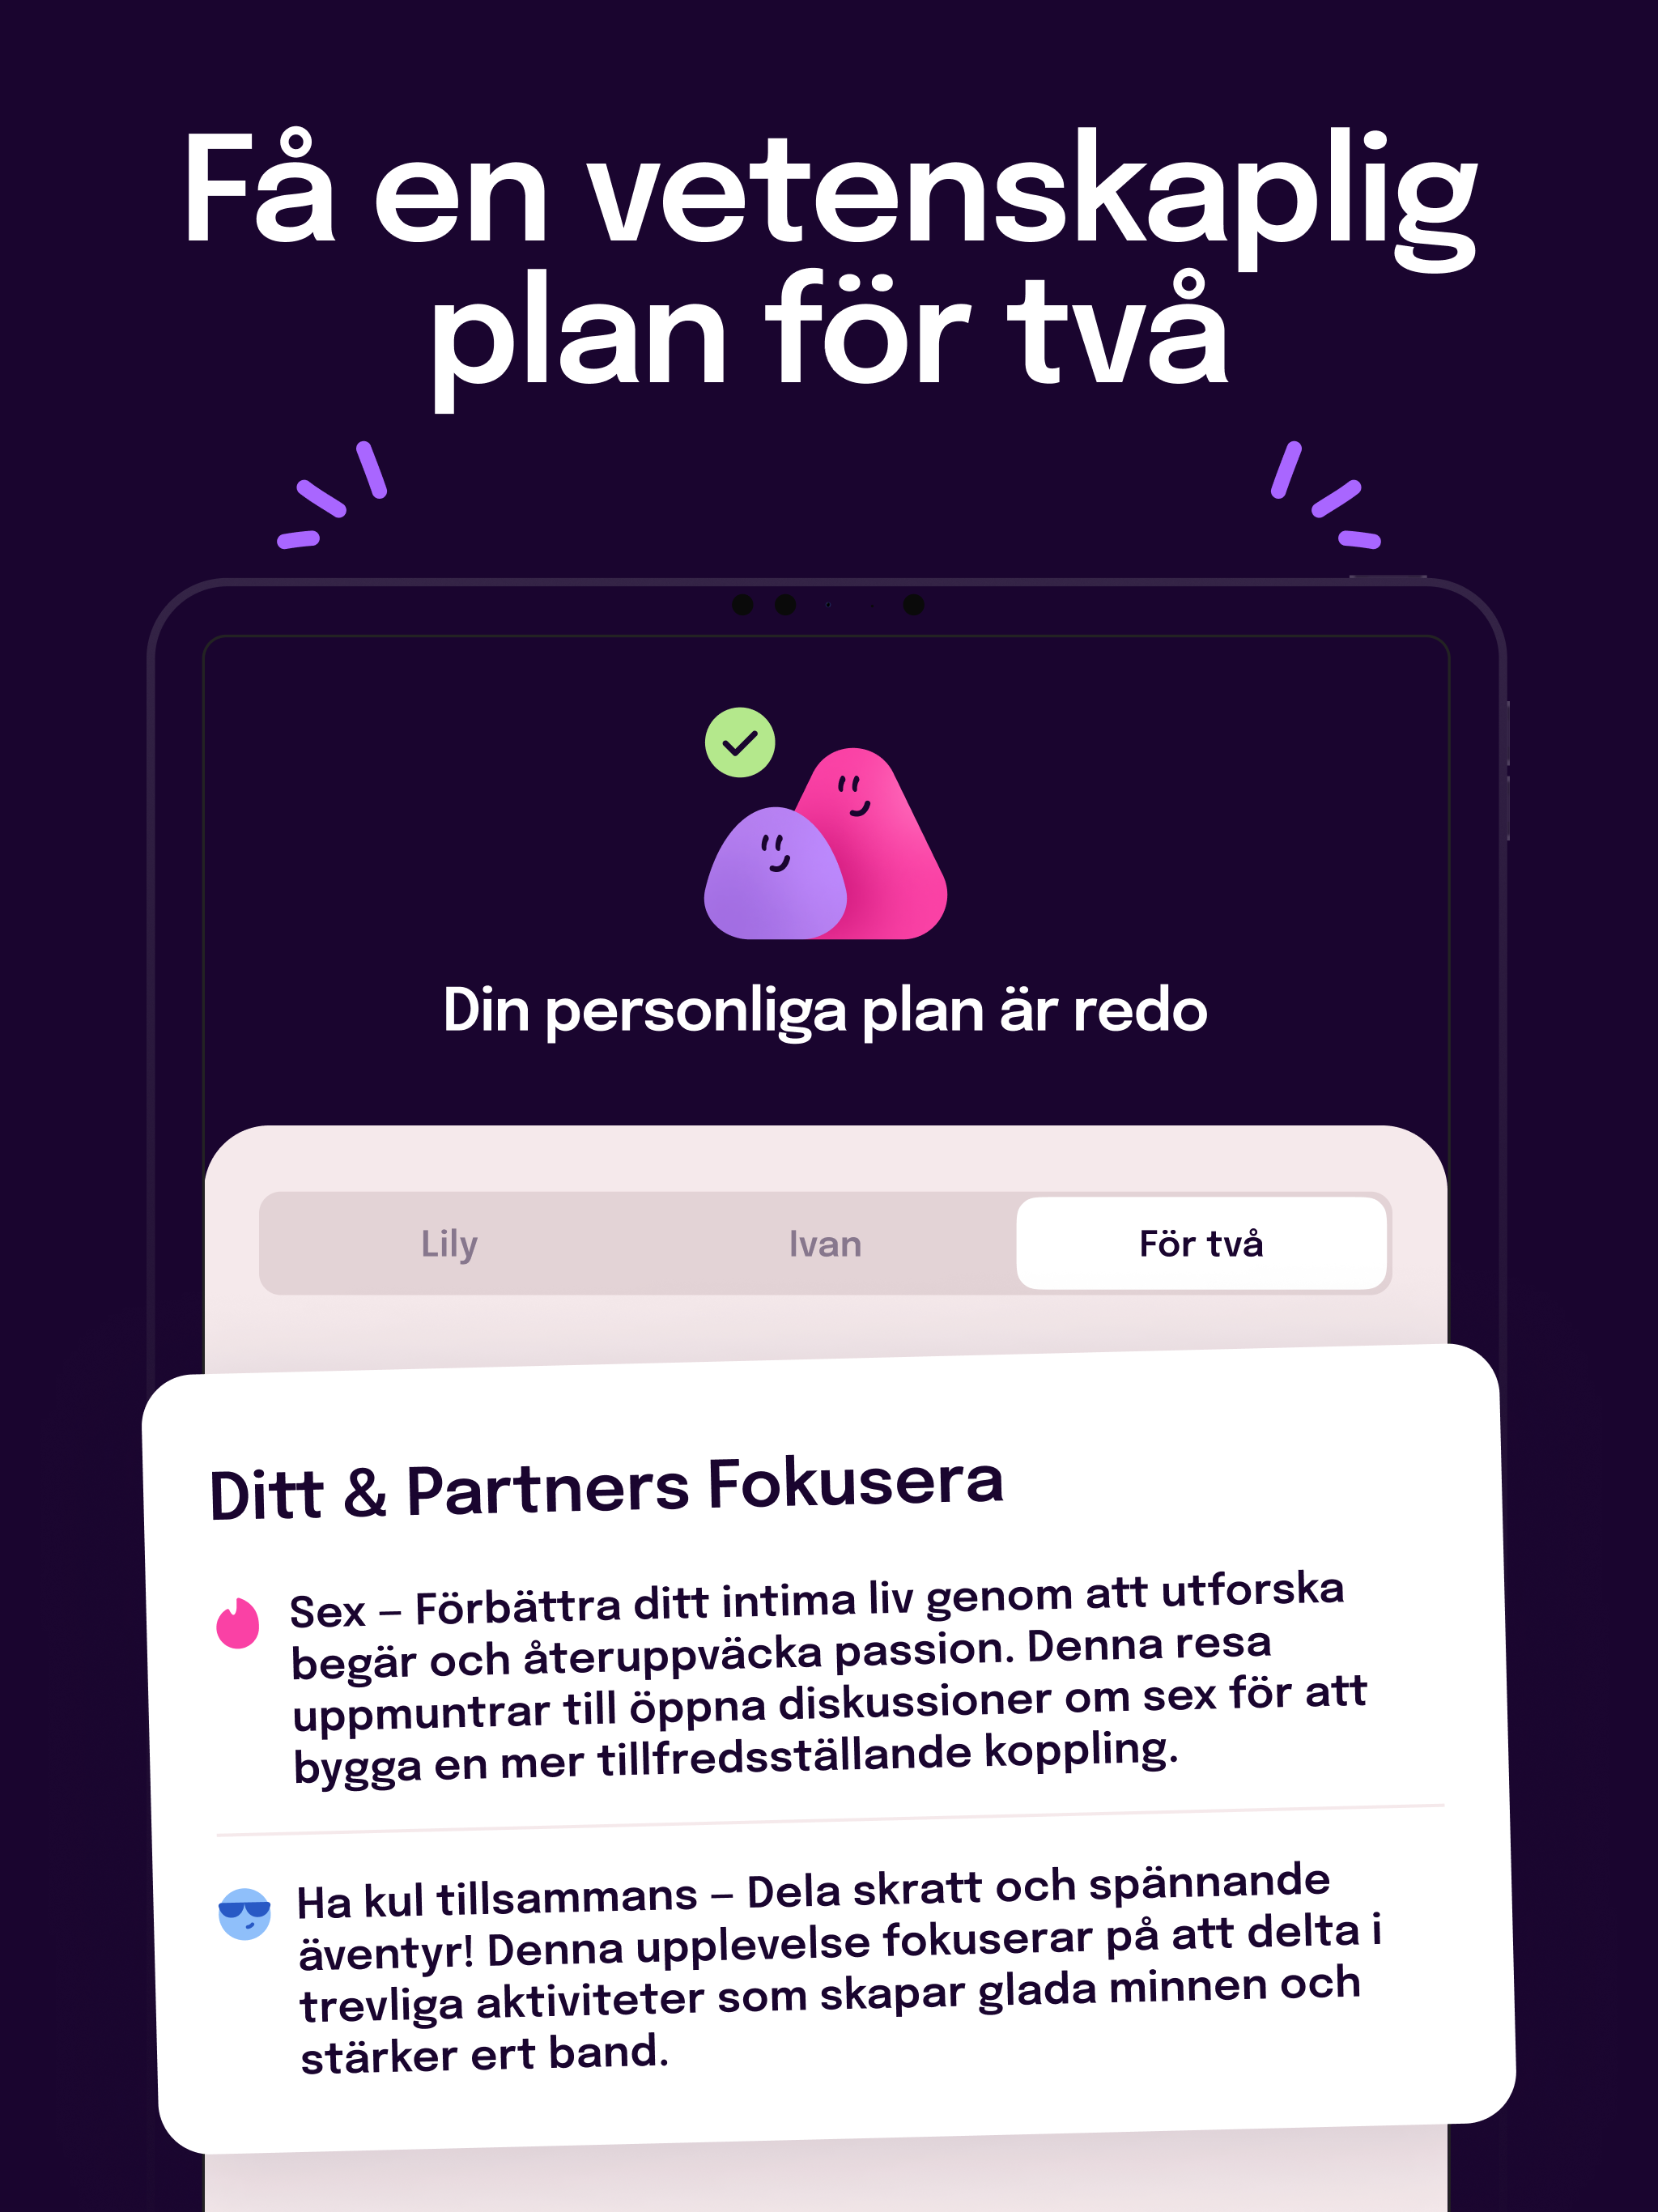 Få en vetenskaplig
plan för två
Din personliga plan är redo
Lily
Ivan
För två
Ditt & Partners Fokusera
Sex – Förbättra ditt intima liv genom att utforska
begär och återuppväcka passion. Denna resa
uppmuntrar till öppna diskussioner om sex för att
bygga en mer tillfredsställande koppling.
Ha kul tillsammans – Dela skratt och spännande
äventyr! Denna upplevelse fokuserar på att delta i
trevliga aktiviteter som skapar glada minnen och
stärker ert band.